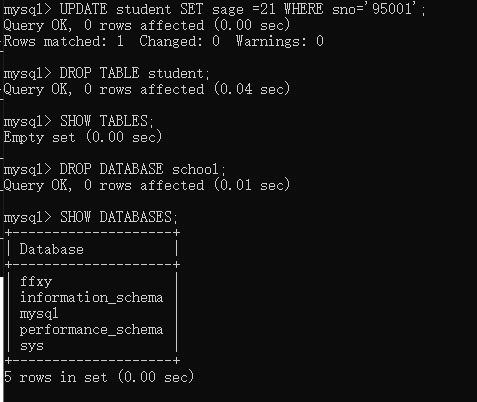 mysql> UPDATE student SET sage =21 WHERE sno='95001';
Query OK, 0 rows affected (0.00 sec)
Rows matched: 1  Changed: 0  Warnings: 0
mysql> DROP TABLE student;
Query OK, 0 rows affected (0.04 sec)
mysql> SHOW TABLES;
Empty set (0.00 sec)
mysql> DROP DATABASE school;
Query OK, 0 rows affected (0.01 sec)
mysql> SHOW DATABASES;
+--------------------+
| Database           |
+--------------------+
| ffxy               |
| information_schema |
| mysql              |
| performance_schema |
| sys                |
+--------------------+
5 rows in set (0.00 sec)